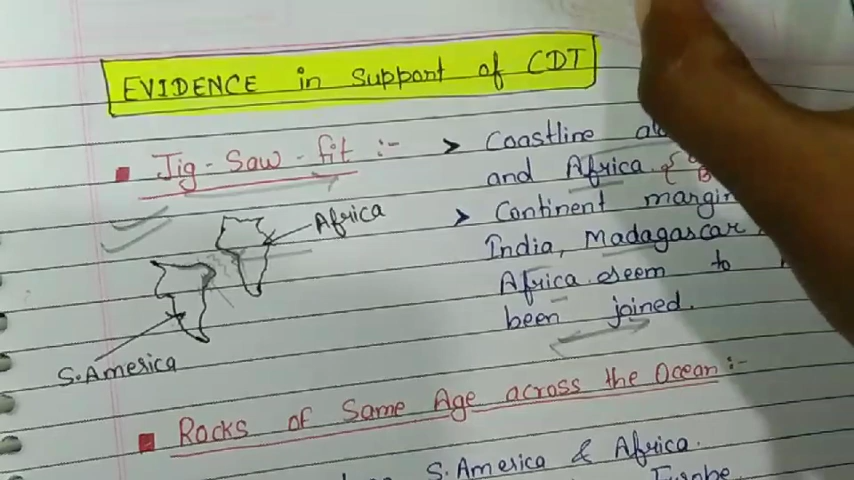 EVIDENCE in Support of CDT
Jig-Saw-fit :-
> Coastline
and Africa. {
Africa
> Continent margin
India, Madagascar
Africa seem to
been joined.
S.America
Rocks of Same Age across the Ocean :-
S.America & Africa.
Europe